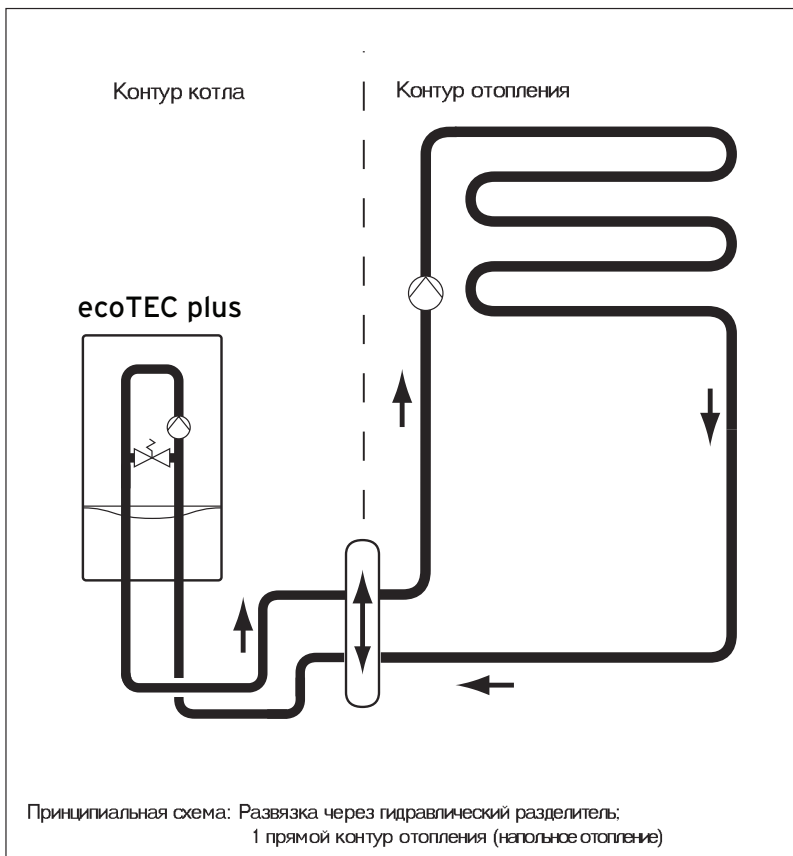 Контур котла
Контур отопления
ecoTEC plus
Принципиальная схема: Развязка через гидравлический разделитель;
1 прямой контур отопления (напольное отопление)